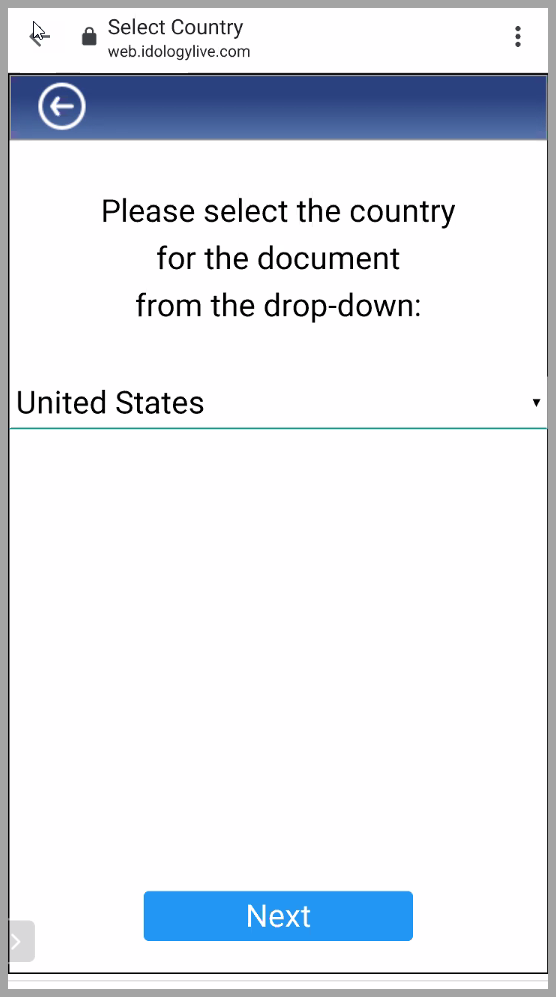 Select Country
web.idologylive.com
Please select the country
for the document
from the drop-down:
United States
Next